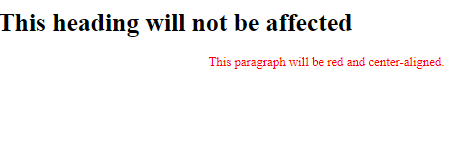 This heading will not be affected
This paragraph will be red and center-aligned.